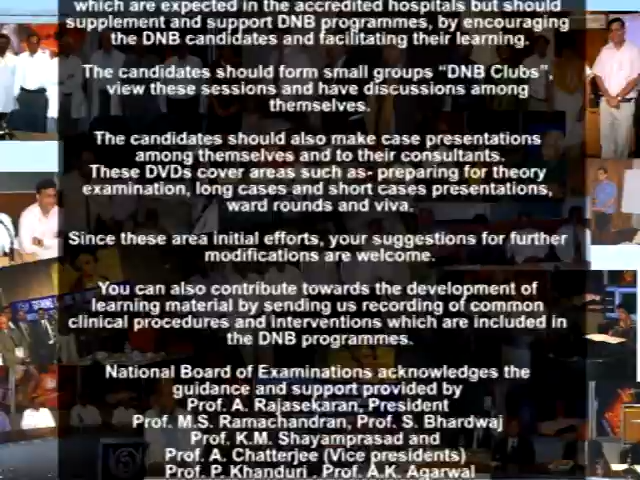 which are expected in the accredited hospitals but should
supplement and support DNB programmes, by encouraging
the DNB candidates and facilitating their learning.
The candidates should form small groups “DNB Clubs”,
view these sessions and have discussions among
themselves.
The candidates should also make case presentations
among themselves and to their consultants.
These DVDs cover areas such as- preparing for theory
examination, long cases and short cases presentations,
ward rounds and viva.
Since these area initial efforts, your suggestions for further
modifications are welcome.
You can also contribute towards the development of
learning material by sending us recording of common
clinical procedures and interventions which are included in
the DNB programmes.
National Board of Examinations acknowledges the
guidance and support provided by
Prof. A. Rajasekaran, President
Prof. M.S. Ramachandran, Prof. S. Bhardwaj
Prof. K.M. Shayamprasad and
Prof. A. Chatterjee (Vice presidents)
Prof. P. Khanduri , Prof. A.K. Agarwal